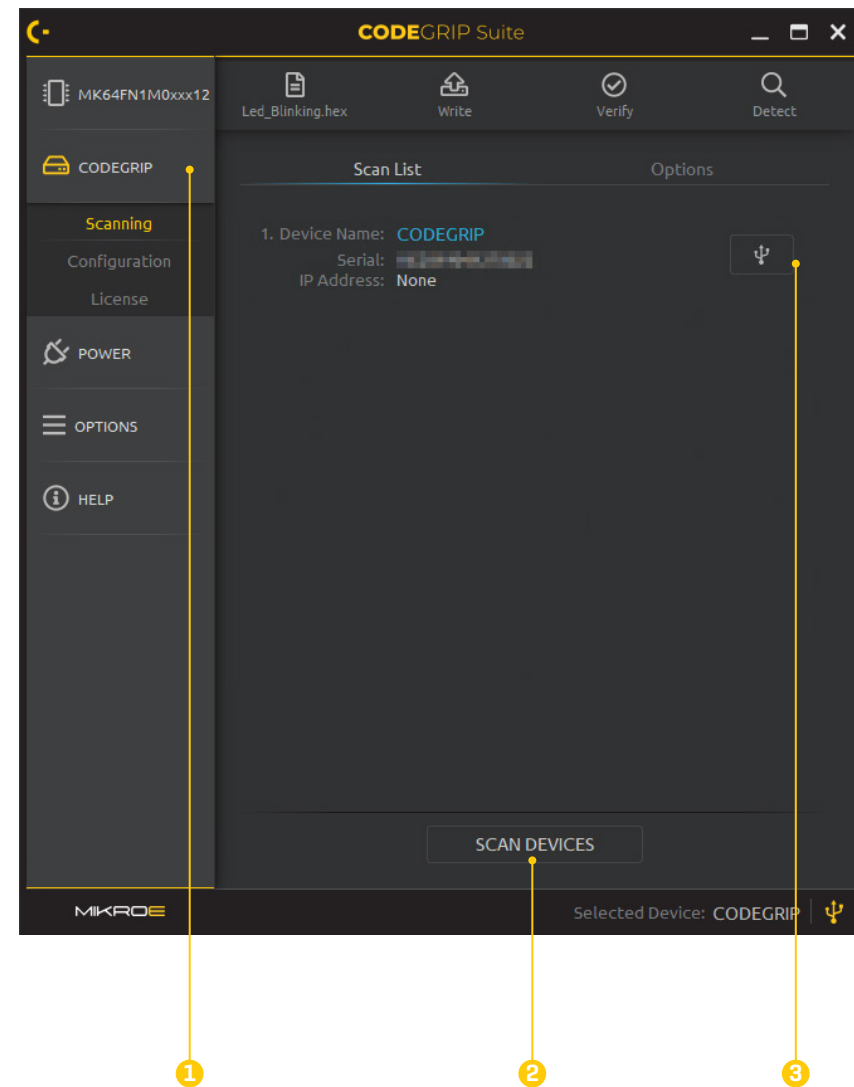 CODEGRIP Suite
MK64FN1M0xxx12
Led_Blinking.hex
Write
Verify
Detect
CODEGRIP
Scan List
Options
Scanning
Configuration
License
1. Device Name: CODEGRIP
Serial:
IP Address: None
POWER
OPTIONS
HELP
SCAN DEVICES
MIKROE
Selected Device: CODEGRIP
1
2
3